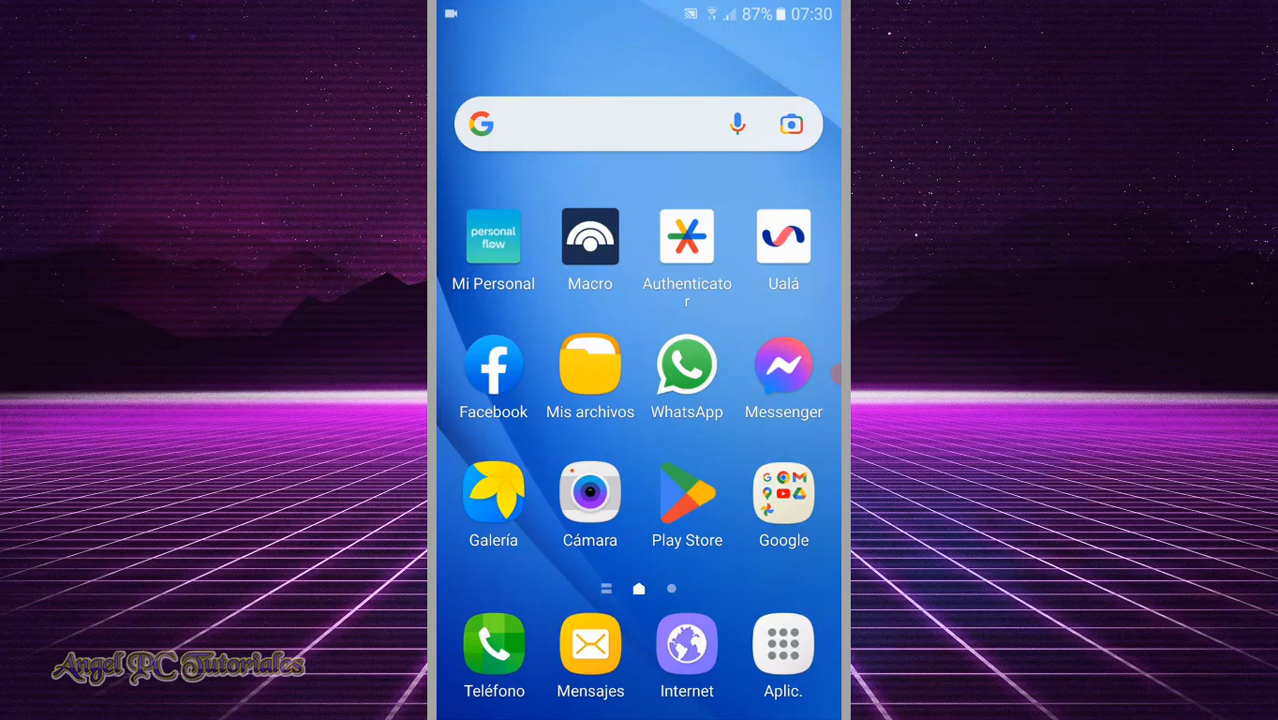 87% 07:30
personal
flow
Mi Personal
Macro
Authenticato
r
Ualá
Facebook
Mis archivos
WhatsApp
Messenger
Galería
Cámara
Play Store
Google
Teléfono
Mensajes
Internet
Aplic.
Angel PC Tutoriales